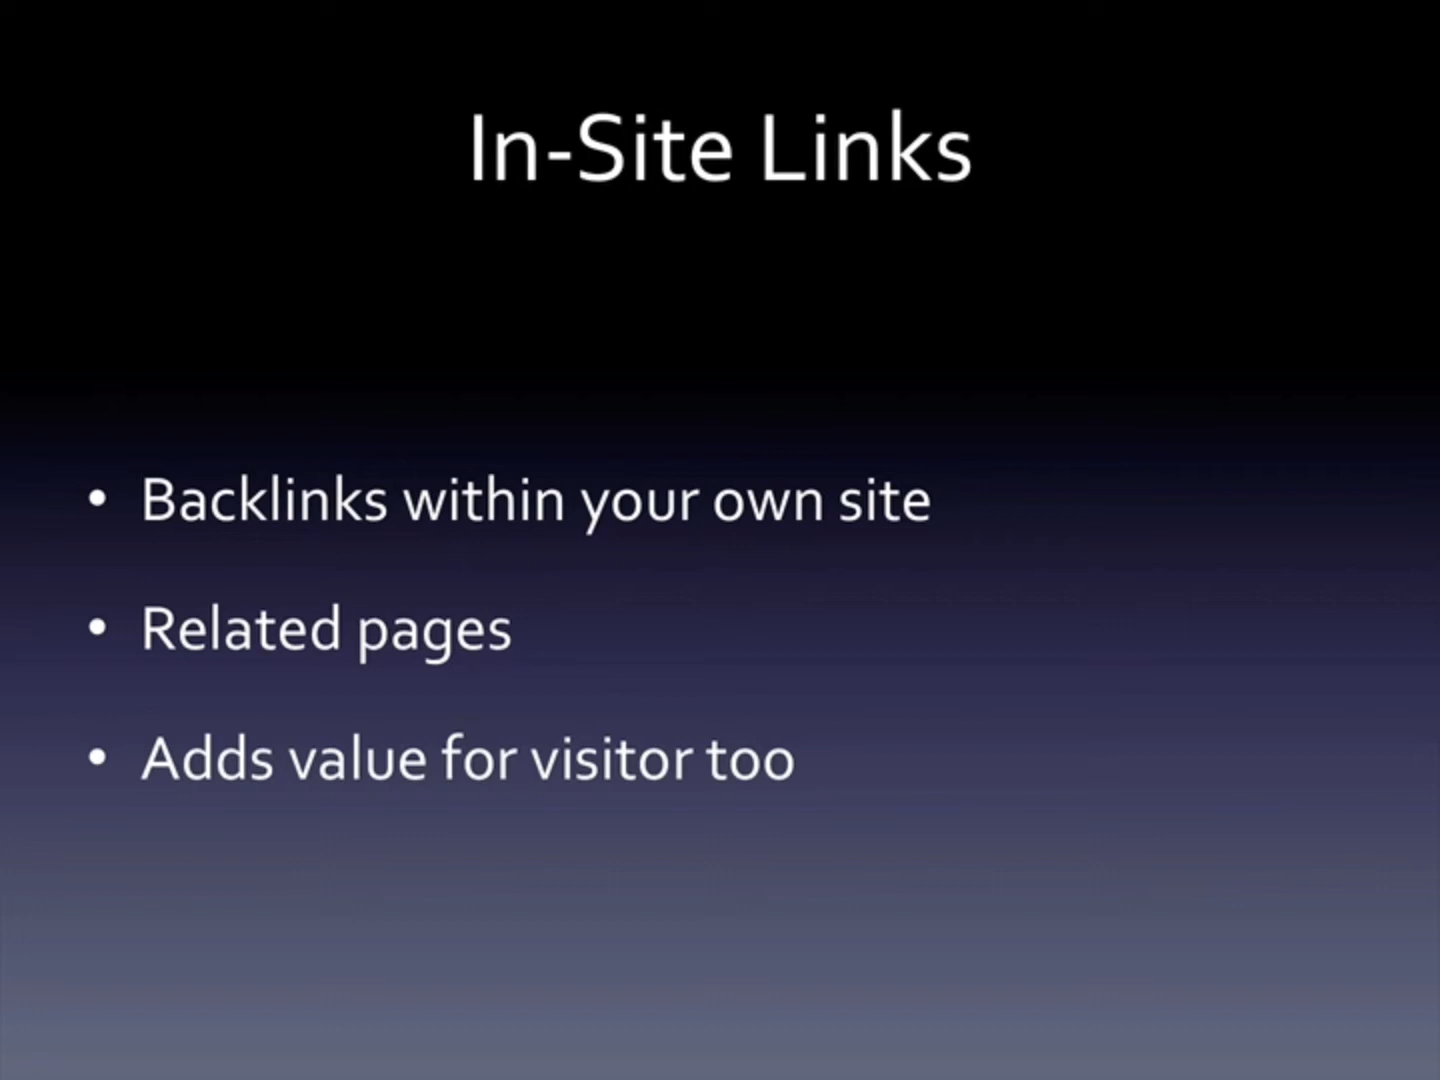 In-Site Links
• Backlinks within your own site
• Related pages
• Adds value for visitor too